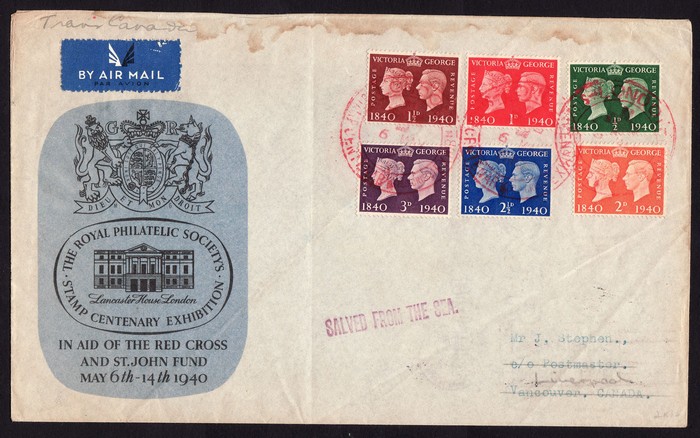 Trans Canada
BY AIR MAIL
PAR AVION
G R
DIEU ET MON DROIT
THE ROYAL PHILATELIC SOCIETY'S
Lancaster House London
STAMP CENTENARY EXHIBITION
IN AID OF THE RED CROSS
AND ST. JOHN FUND
MAY 6th-14th 1940
VICTORIA GEORGE
POSTAGE REVENUE
1840 1½D 1940
VICTORIA GEORGE
POSTAGE REVENUE
1840 1D 1940
VICTORIA GEORGE
POSTAGE REVENUE
1840 ½D 1940
VICTORIA GEORGE
POSTAGE REVENUE
1840 3D 1940
VICTORIA GEORGE
POSTAGE REVENUE
1840 2½D 1940
VICTORIA GEORGE
POSTAGE REVENUE
1840 2D 1940
SALVED FROM THE SEA.
Mr J. Stephen.,
c/o Postmaster.
Liverpool
Vancouver, CANADA.